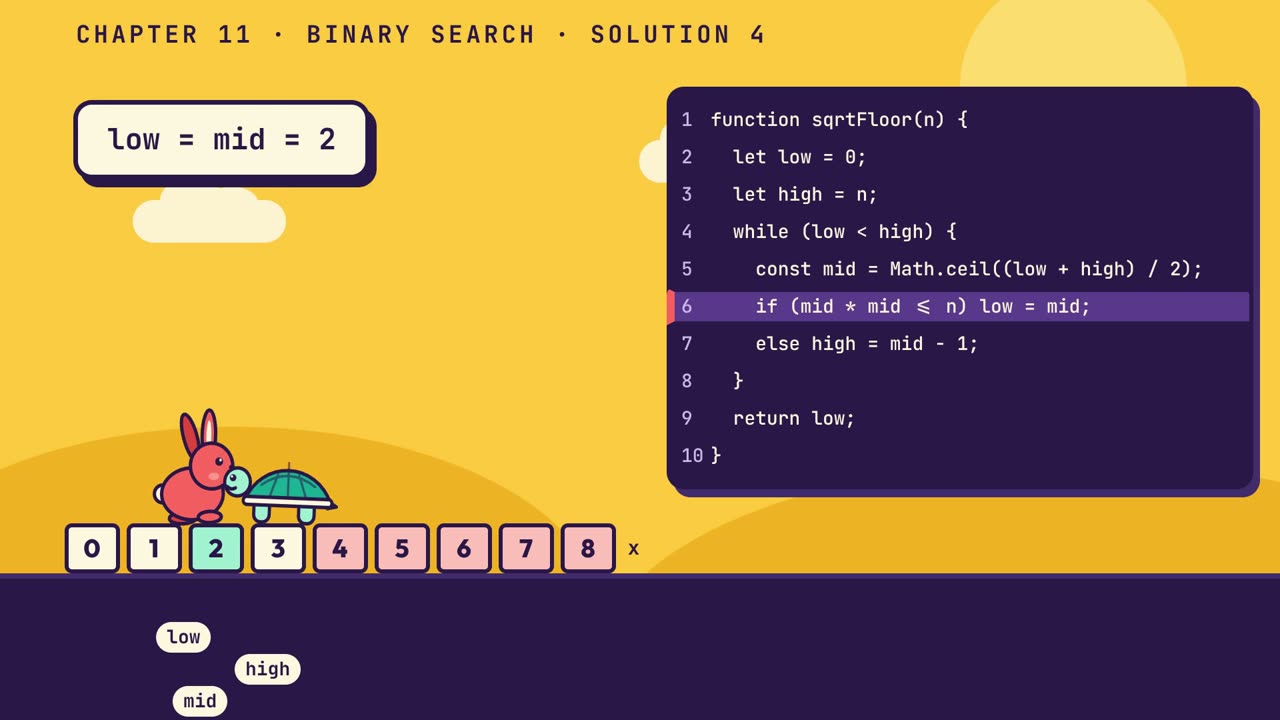 CHAPTER 11 · BINARY SEARCH · SOLUTION 4
low = mid = 2
1 function sqrtFloor(n) {
2 let low = 0;
3 let high = n;
4 while (low < high) {
5 const mid = Math.ceil((low + high) / 2);
6 if (mid * mid ⩽ n) low = mid;
7 else high = mid - 1;
8 }
9 return low;
10 }
0 1 2 3 4 5 6 7 8 x
low
high
mid